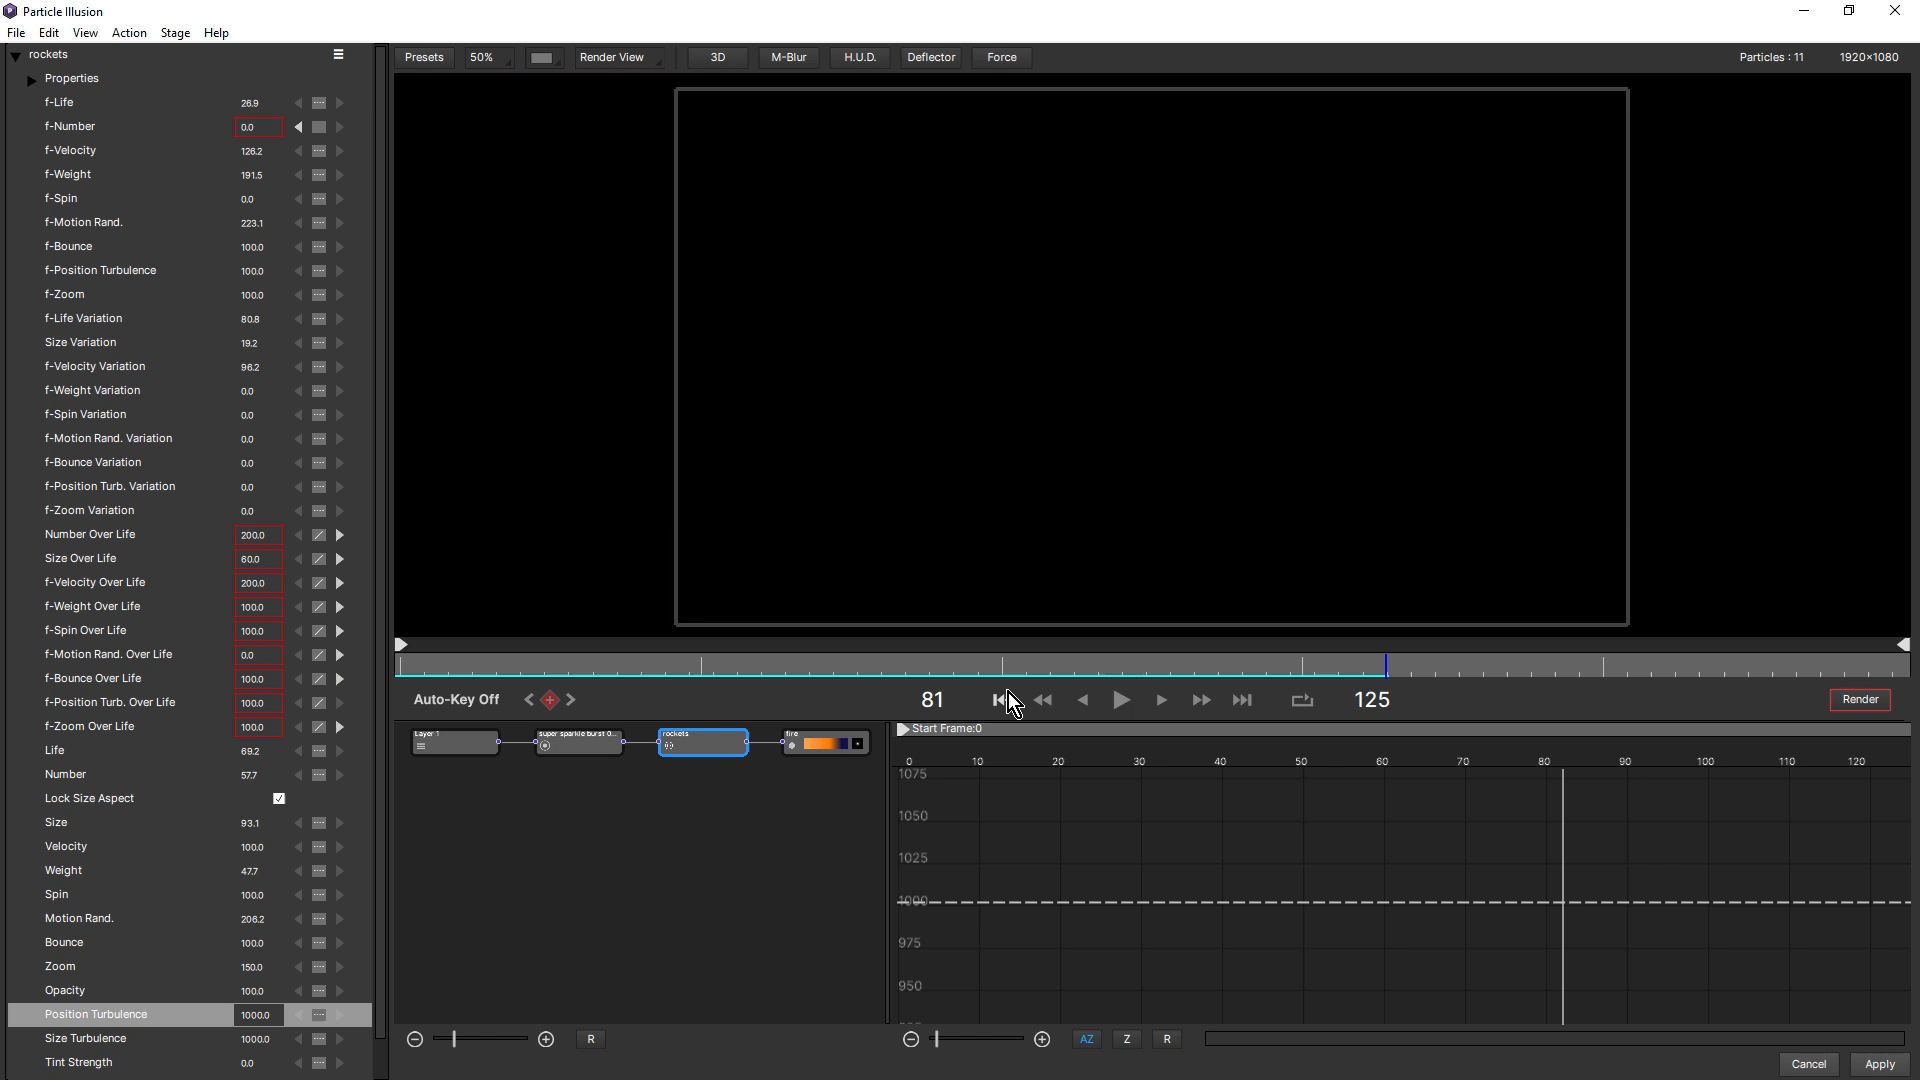 Particle Illusion
File Edit View Action Stage Help
rockets
Properties
f-Life 26.9
f-Number 0.0
f-Velocity 126.2
f-Weight 191.5
f-Spin 0.0
f-Motion Rand. 223.1
f-Bounce 100.0
f-Position Turbulence 100.0
f-Zoom 100.0
f-Life Variation 80.8
Size Variation 19.2
f-Velocity Variation 96.2
f-Weight Variation 0.0
f-Spin Variation 0.0
f-Motion Rand. Variation 0.0
f-Bounce Variation 0.0
f-Position Turb. Variation 0.0
f-Zoom Variation 0.0
Number Over Life 200.0
Size Over Life 60.0
f-Velocity Over Life 200.0
f-Weight Over Life 100.0
f-Spin Over Life 100.0
f-Motion Rand. Over Life 0.0
f-Bounce Over Life 100.0
f-Position Turb. Over Life 100.0
f-Zoom Over Life 100.0
Life 69.2
Number 57.7
Lock Size Aspect
Size 93.1
Velocity 100.0
Weight 47.7
Spin 100.0
Motion Rand. 206.2
Bounce 100.0
Zoom 150.0
Opacity 100.0
Position Turbulence 1000.0
Size Turbulence 1000.0
Tint Strength 0.0
Presets 50% Render View 3D M-Blur H.U.D. Deflector Force Particles : 11 1920×1080
Auto-Key Off 81 125 Render
Layer 1 super sparkle burst 0... rockets fire
Start Frame:0
0 10 20 30 40 50 60 70 80 90 100 110 120
1075
1050
1025
1000
975
950
R AZ Z R
Cancel Apply